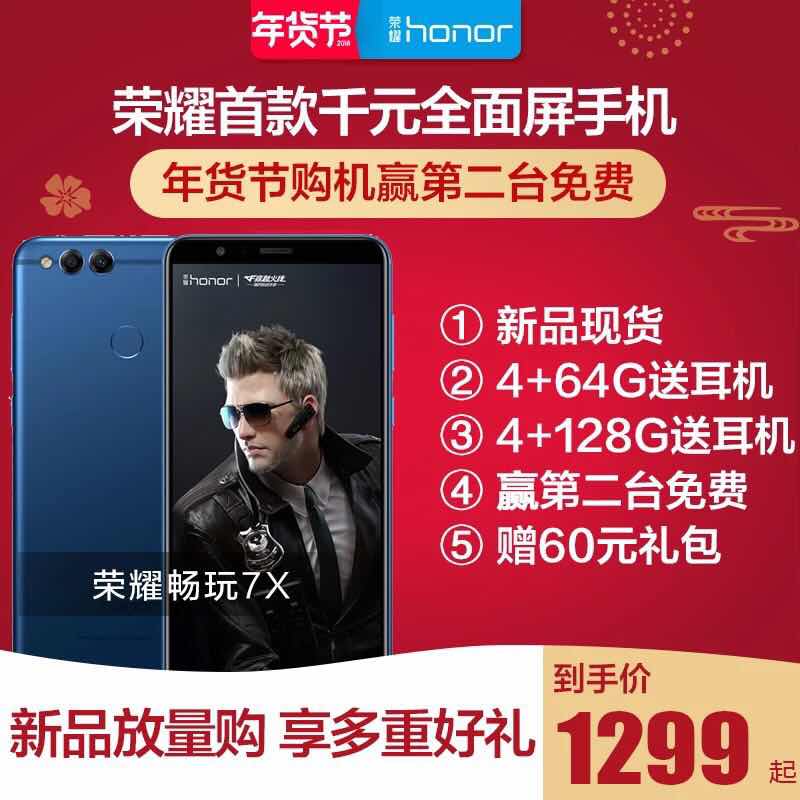 年货节
2018
荣耀 honor
荣耀首款千元全面屏手机
年货节购机赢第二台免费
荣耀 honor
穿越火线
① 新品现货
② 4+64G送耳机
③ 4+128G送耳机
④ 赢第二台免费
⑤ 赠60元礼包
荣耀畅玩7X
新品放量购 享多重好礼
到手价
1299 起